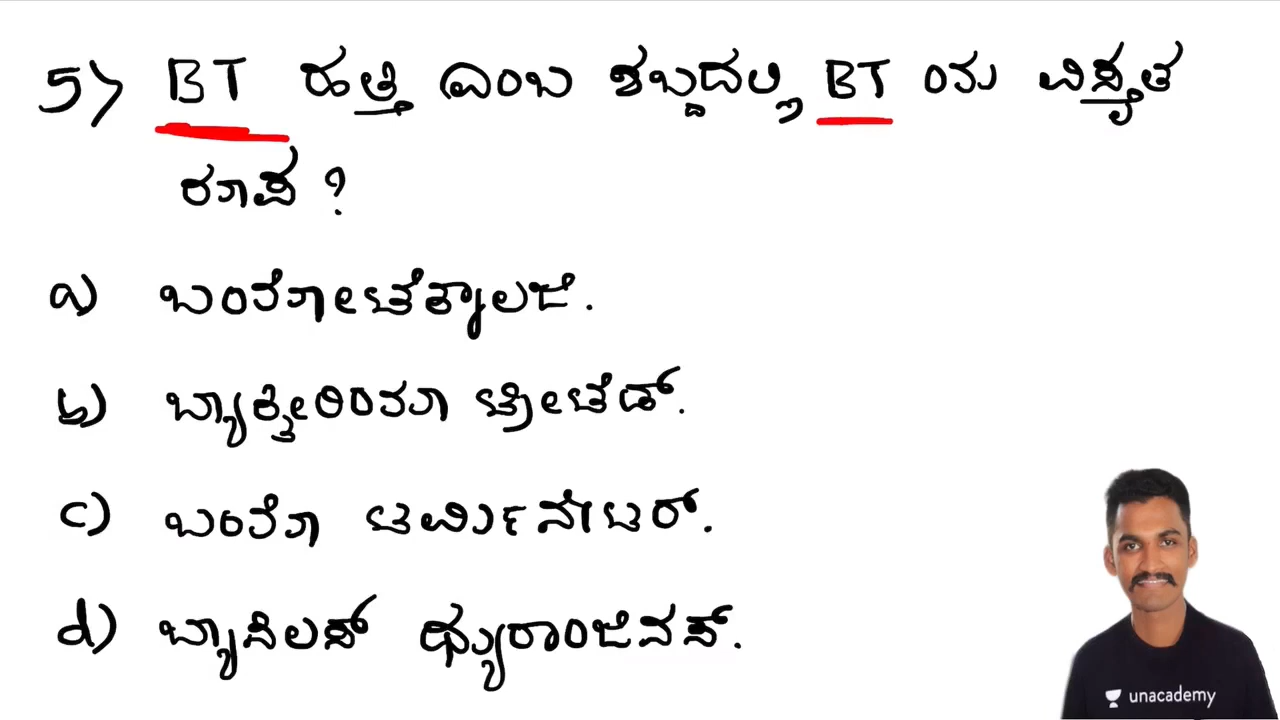 5) BT ಹತ್ತಿ ಎಂಬ ಶಬ್ದದಲ್ಲಿ BT ಯ ವಿಸ್ತೃತ
ರೂಪ ?
a) ಬಯೋಟೆಕ್ನಾಲಜಿ.
b) ಬ್ಯಾಕ್ಟೀರಿಯಾ ಟ್ರೀಟೆಡ್.
c) ಬಯೊ ಟರ್ಮಿನೇಟರ್.
d) ಬ್ಯಾಸಿಲಸ್ ಥ್ಯುರಾಂಜಿನಸ್.
unacademy